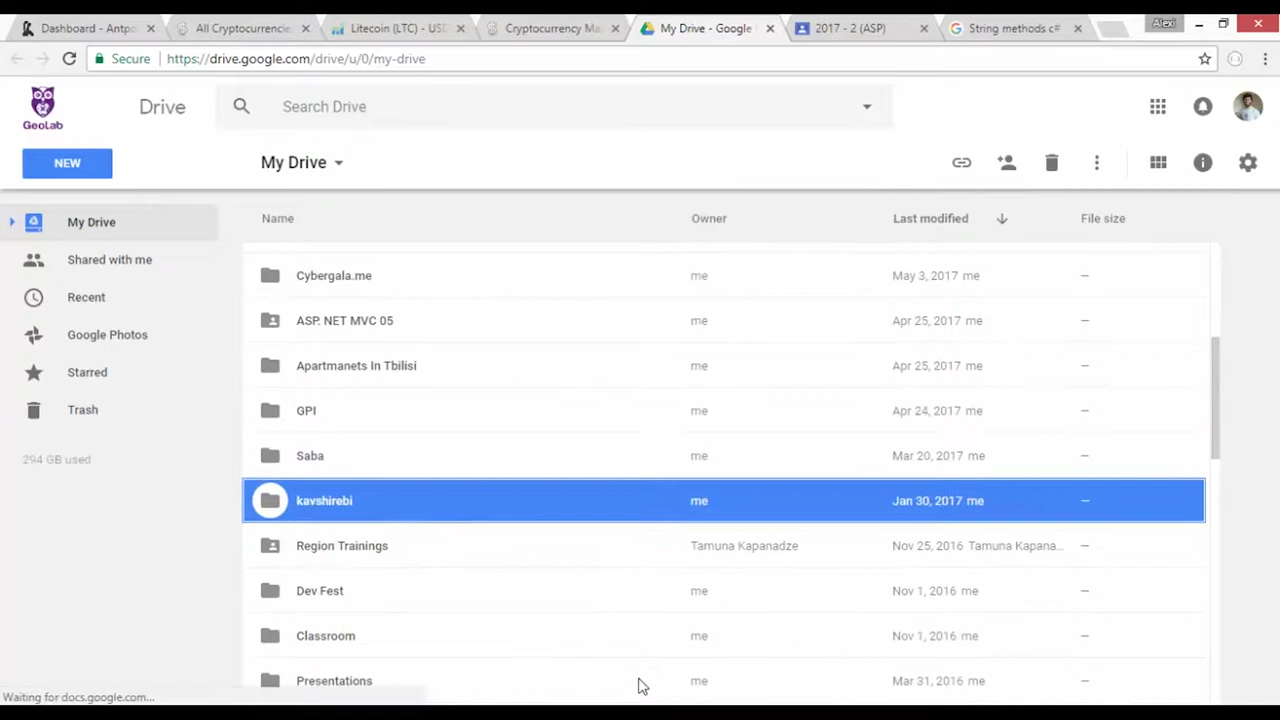 Dashboard - Antpo
All Cryptocurrencie
Litecoin (LTC) - USD
Cryptocurrency Ma
My Drive - Google
2017 - 2 (ASP)
String methods c#
Alexi
Secure
https://drive.google.com/drive/u/0/my-drive
GeoLab
Drive
Search Drive
NEW
My Drive
My Drive
Shared with me
Recent
Google Photos
Starred
Trash
294 GB used
Name Owner Last modified File size
Cybergala.me me May 3, 2017 me –
ASP. NET MVC 05 me Apr 25, 2017 me –
Apartmanets In Tbilisi me Apr 25, 2017 me –
GPI me Apr 24, 2017 me –
Saba me Mar 20, 2017 me –
kavshirebi me Jan 30, 2017 me –
Region Trainings Tamuna Kapanadze Nov 25, 2016 Tamuna Kapana... –
Dev Fest me Nov 1, 2016 me –
Classroom me Nov 1, 2016 me –
Presentations me Mar 31, 2016 me –
Waiting for docs.google.com...